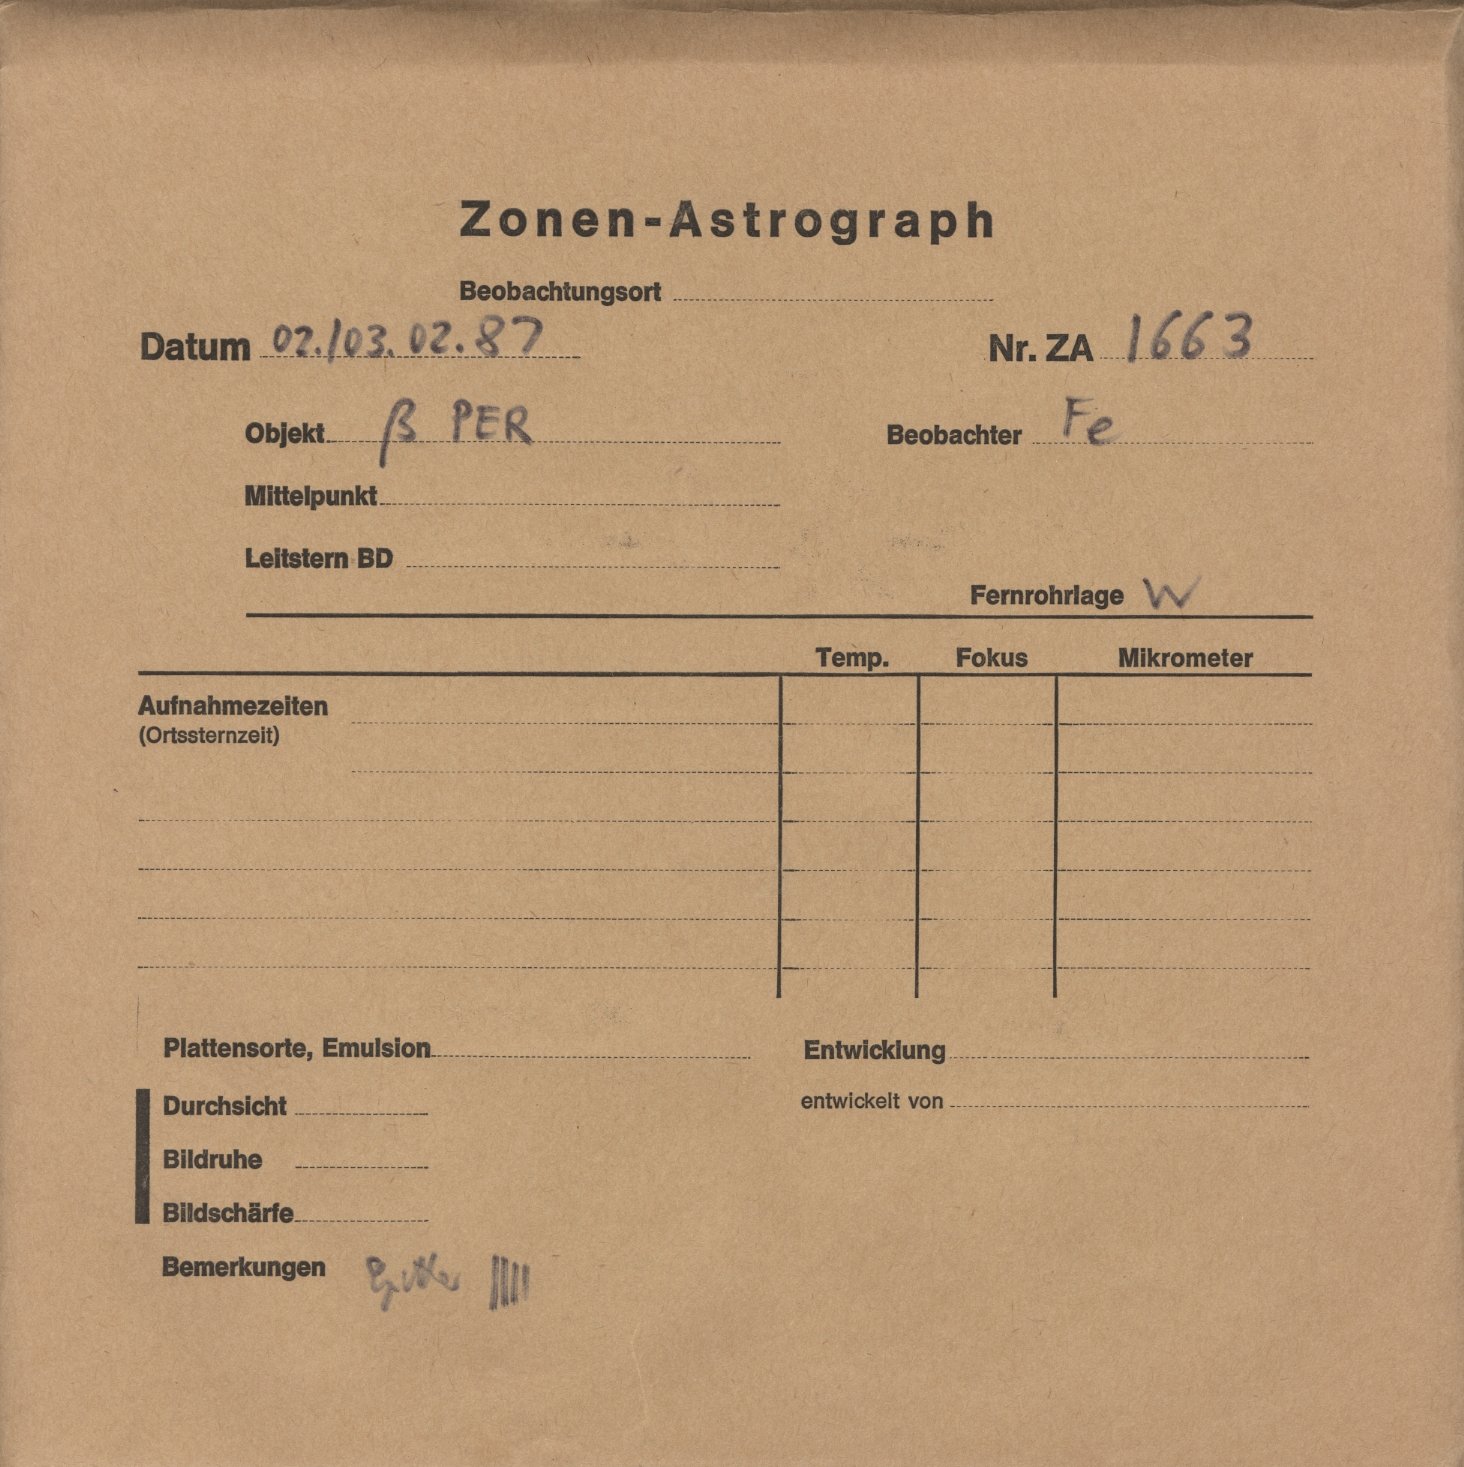 Zonen-Astrograph
Beobachtungsort
Datum 02./03. 02. 87 Nr. ZA 1663
Objekt β PER Beobachter Fe
Mittelpunkt
Leitstern BD
Fernrohrlage W
Temp. Fokus Mikrometer
Aufnahmezeiten
(Ortssternzeit)
Plattensorte, Emulsion Entwicklung
Durchsicht entwickelt von
Bildruhe
Bildschärfe
Bemerkungen Gitter